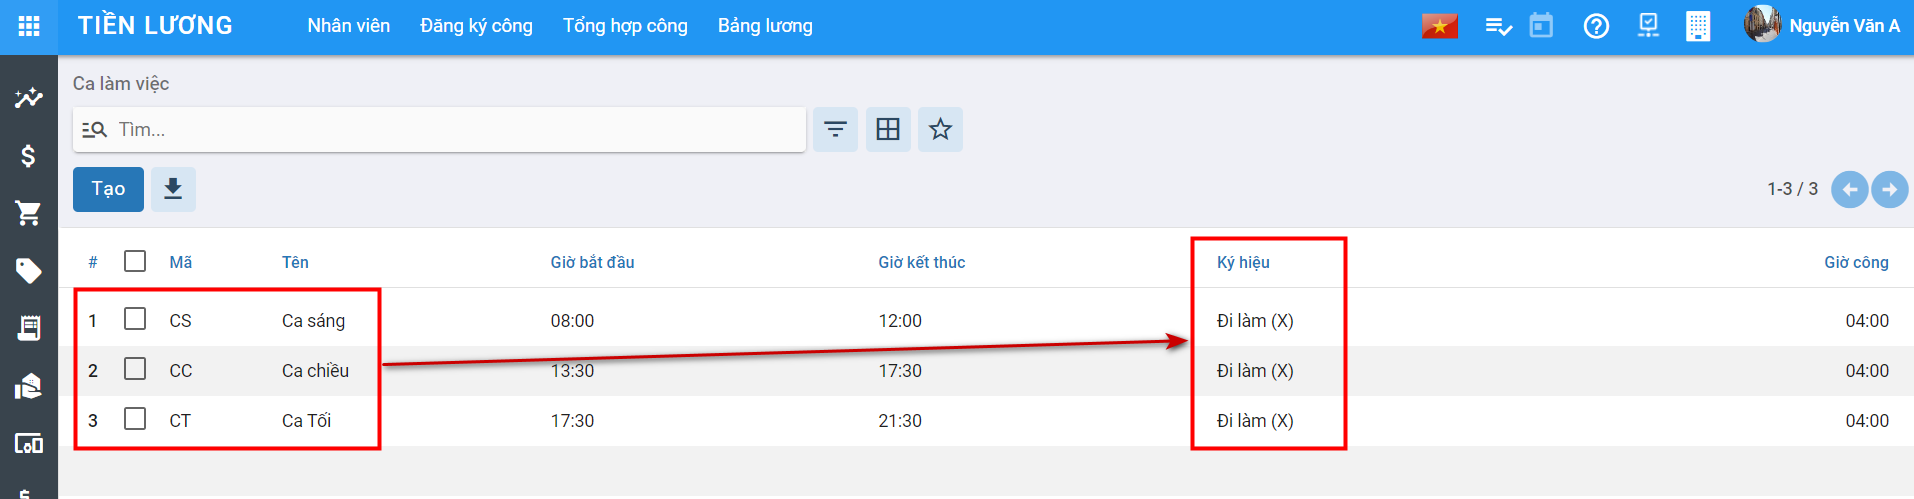 TIỀN LƯƠNG Nhân viên Đăng ký công Tổng hợp công Bảng lương Nguyễn Văn A
Ca làm việc
Tìm...
Tạo 1-3 / 3
# Mã Tên Giờ bắt đầu Giờ kết thúc Ký hiệu Giờ công
1 CS Ca sáng 08:00 12:00 Đi làm (X) 04:00
2 CC Ca chiều 13:30 17:30 Đi làm (X) 04:00
3 CT Ca Tối 17:30 21:30 Đi làm (X) 04:00